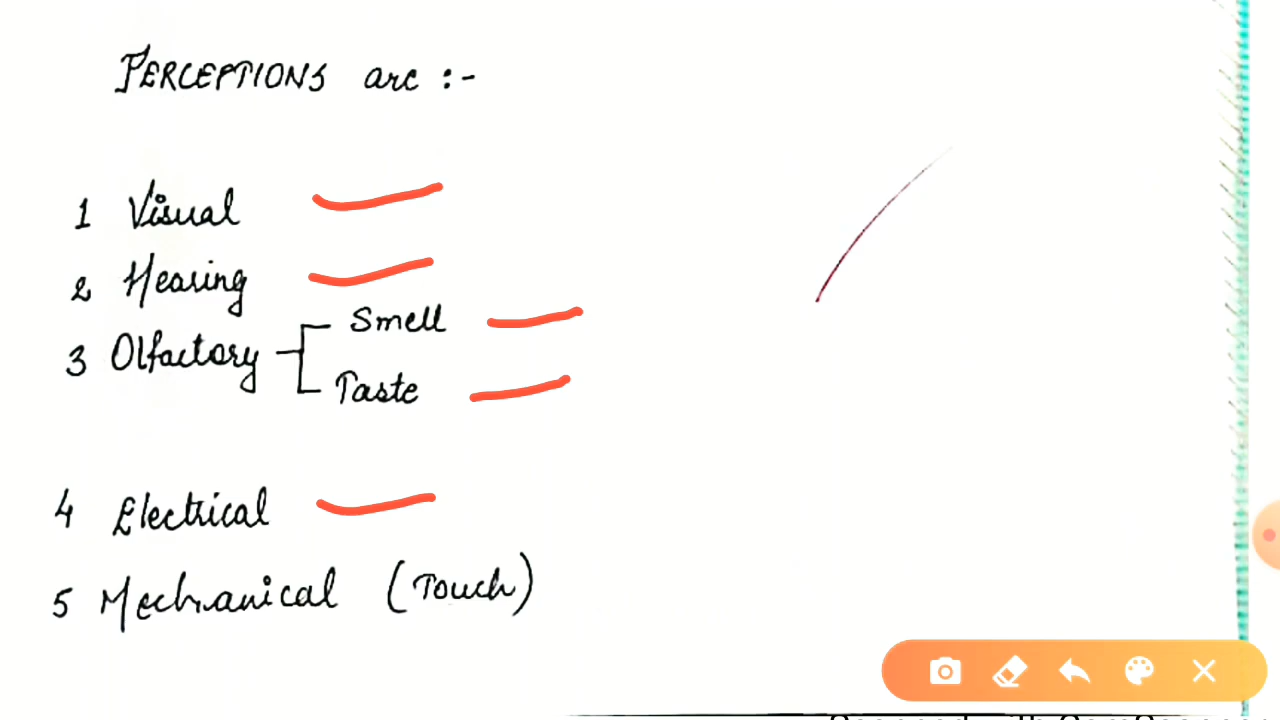 PERCEPTIONS are :-
1 Visual
2 Hearing
3 Olfactory
Smell
Taste
4 Electrical
5 Mechanical (Touch)